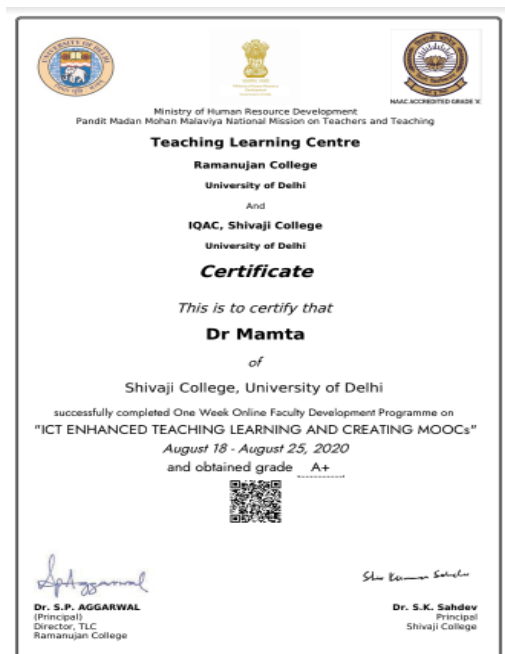 UNIVERSITY OF DELHI
NAAC ACCREDITED GRADE 'A'
Ministry of Human Resource Development
Pandit Madan Mohan Malaviya National Mission on Teachers and Teaching
Teaching Learning Centre
Ramanujan College
University of Delhi
And
IQAC, Shivaji College
University of Delhi
Certificate
This is to certify that
Dr Mamta
of
Shivaji College, University of Delhi
successfully completed One Week Online Faculty Development Programme on
"ICT ENHANCED TEACHING LEARNING AND CREATING MOOCs"
August 18 - August 25, 2020
and obtained grade A+
Dr. S.P. AGGARWAL
(Principal)
Director, TLC
Ramanujan College
Dr. S.K. Sahdev
Principal
Shivaji College